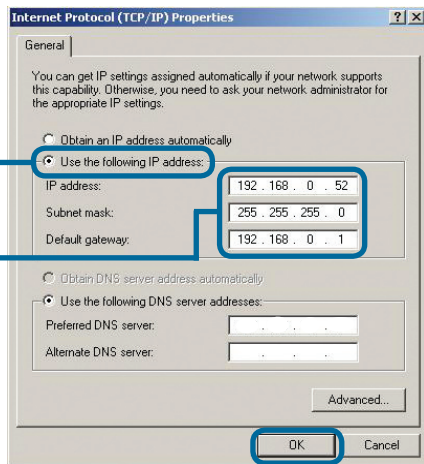 Internet Protocol (TCP/IP) Properties
General
You can get IP settings assigned automatically if your network supports
this capability. Otherwise, you need to ask your network administrator for
the appropriate IP settings.
Obtain an IP address automatically
Use the following IP address:
IP address: 192 . 168 . 0 . 52
Subnet mask: 255 . 255 . 255 . 0
Default gateway: 192 . 168 . 0 . 1
Obtain DNS server address automatically
Use the following DNS server addresses:
Preferred DNS server: . . .
Alternate DNS server: . . .
Advanced...
OK Cancel